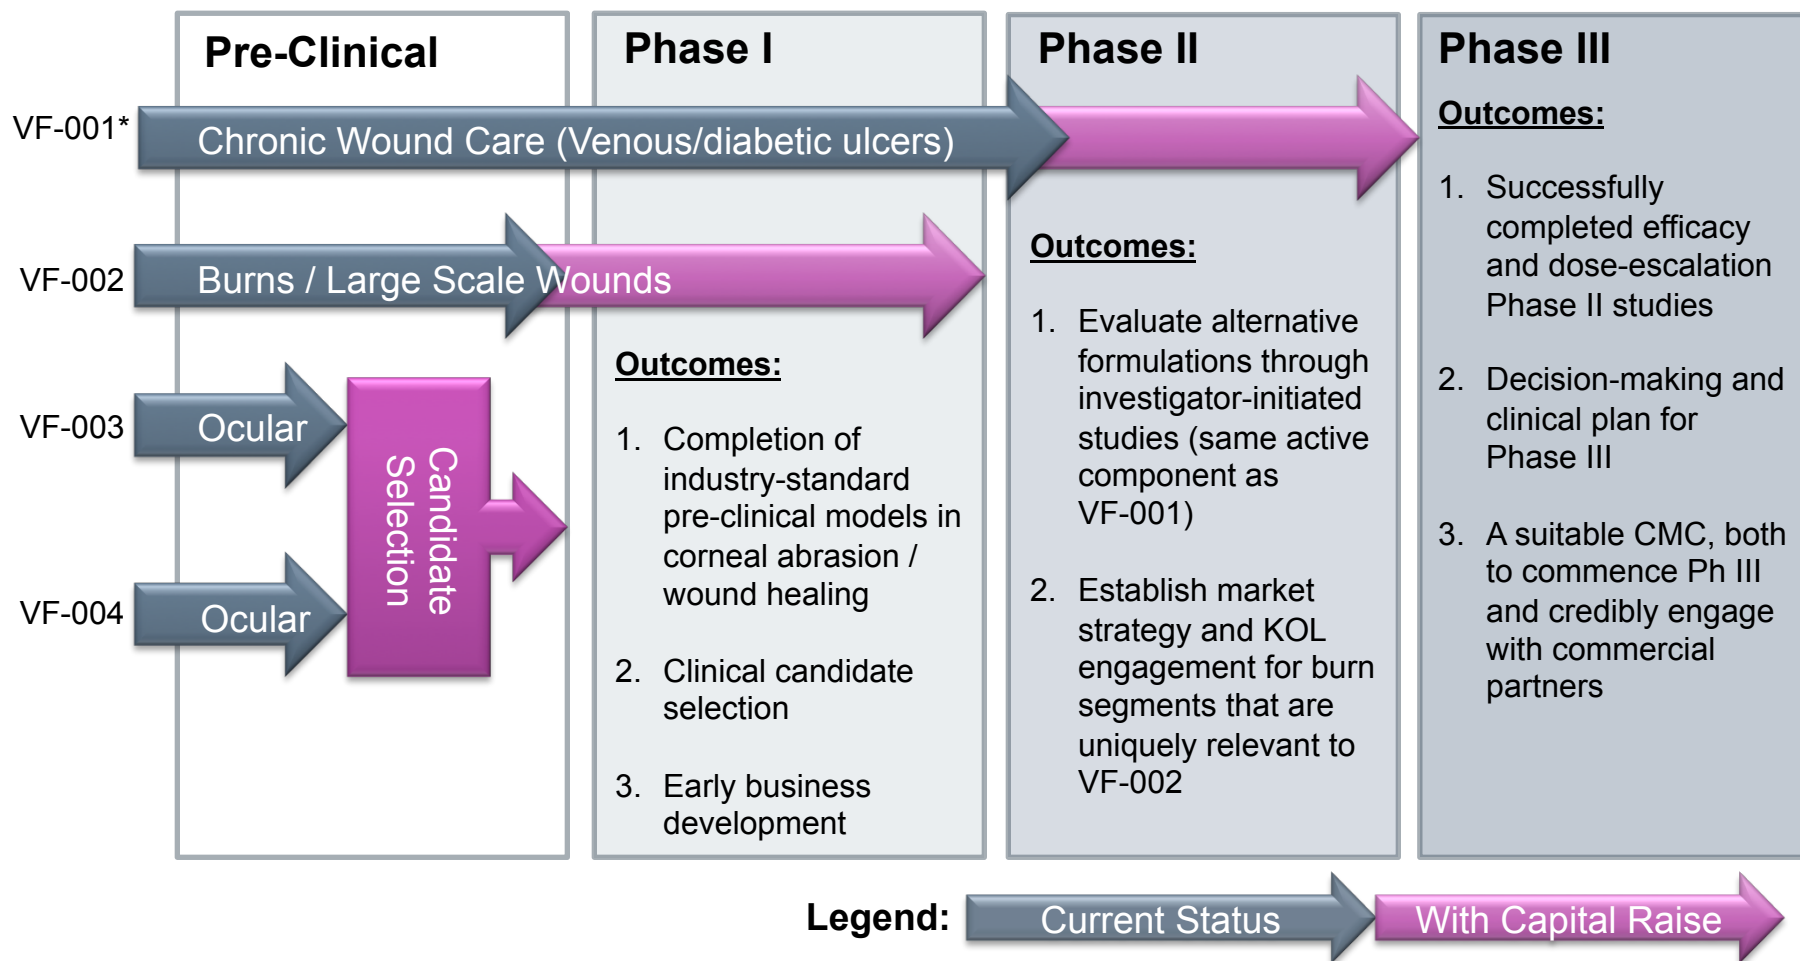 Pre-Clinical
Phase I
Phase II
Phase III
VF-001*
Chronic Wound Care (Venous/diabetic ulcers)
VF-002
Burns / Large Scale Wounds
VF-003
Ocular
VF-004
Ocular
Candidate
Selection
Outcomes:
1. Completion of
industry-standard
pre-clinical models in
corneal abrasion /
wound healing
2. Clinical candidate
selection
3. Early business
development
Outcomes:
1. Evaluate alternative
formulations through
investigator-initiated
studies (same active
component as
VF-001)
2. Establish market
strategy and KOL
engagement for burn
segments that are
uniquely relevant to
VF-002
Outcomes:
1. Successfully
completed efficacy
and dose-escalation
Phase II studies
2. Decision-making and
clinical plan for
Phase III
3. A suitable CMC, both
to commence Ph III
and credibly engage
with commercial
partners
Legend:
Current Status
With Capital Raise